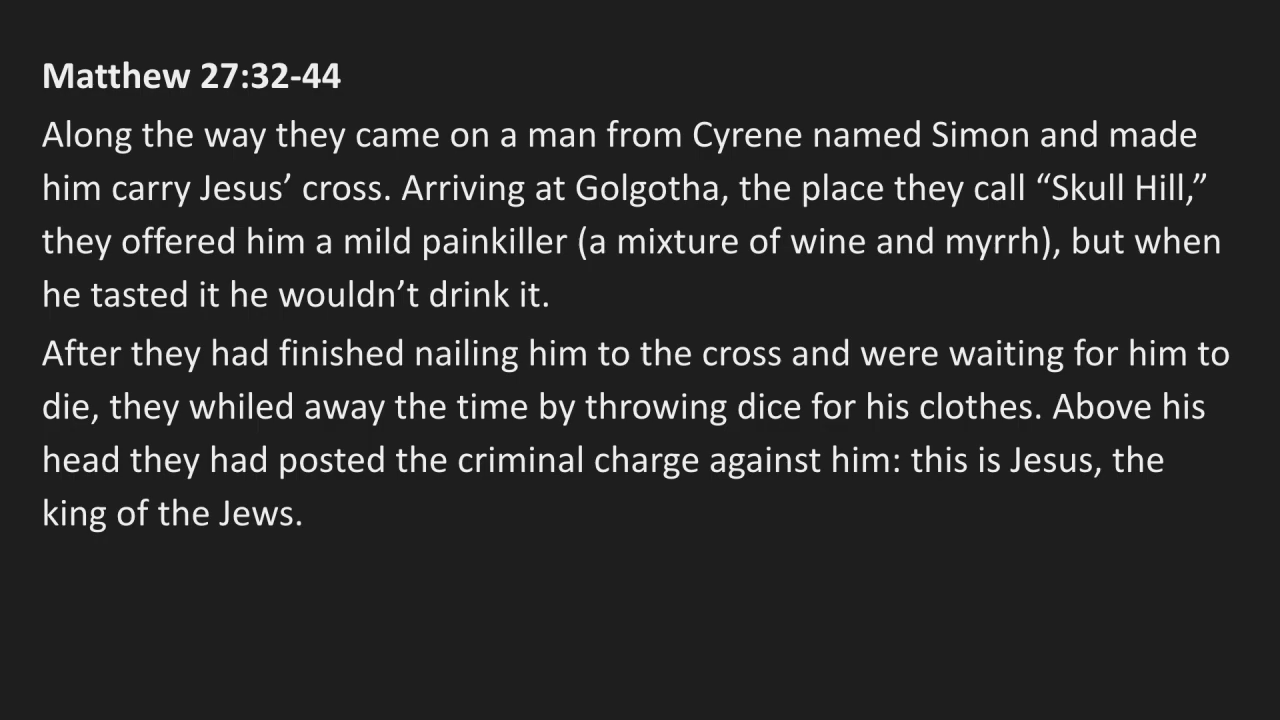 Matthew 27:32-44
Along the way they came on a man from Cyrene named Simon and made
him carry Jesus’ cross. Arriving at Golgotha, the place they call “Skull Hill,”
they offered him a mild painkiller (a mixture of wine and myrrh), but when
he tasted it he wouldn’t drink it.
After they had finished nailing him to the cross and were waiting for him to
die, they whiled away the time by throwing dice for his clothes. Above his
head they had posted the criminal charge against him: this is Jesus, the
king of the Jews.